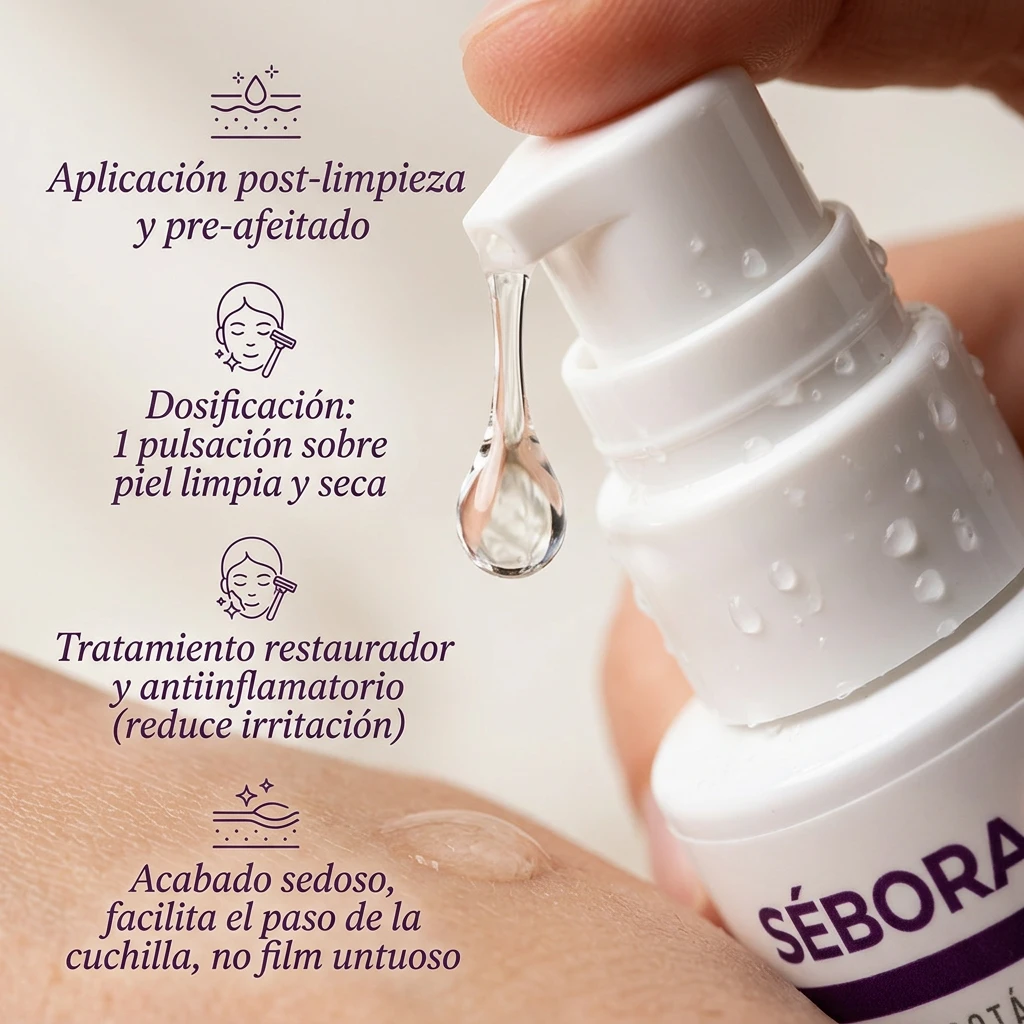 Aplicación post-limpieza
y pre-afeitado
Dosificación:
1 pulsación sobre
piel limpia y seca
Tratamiento restaurador
y antiinflamatorio
(reduce irritación)
Acabado sedoso,
facilita el paso de la
cuchilla, no film untuoso
SÉBORA